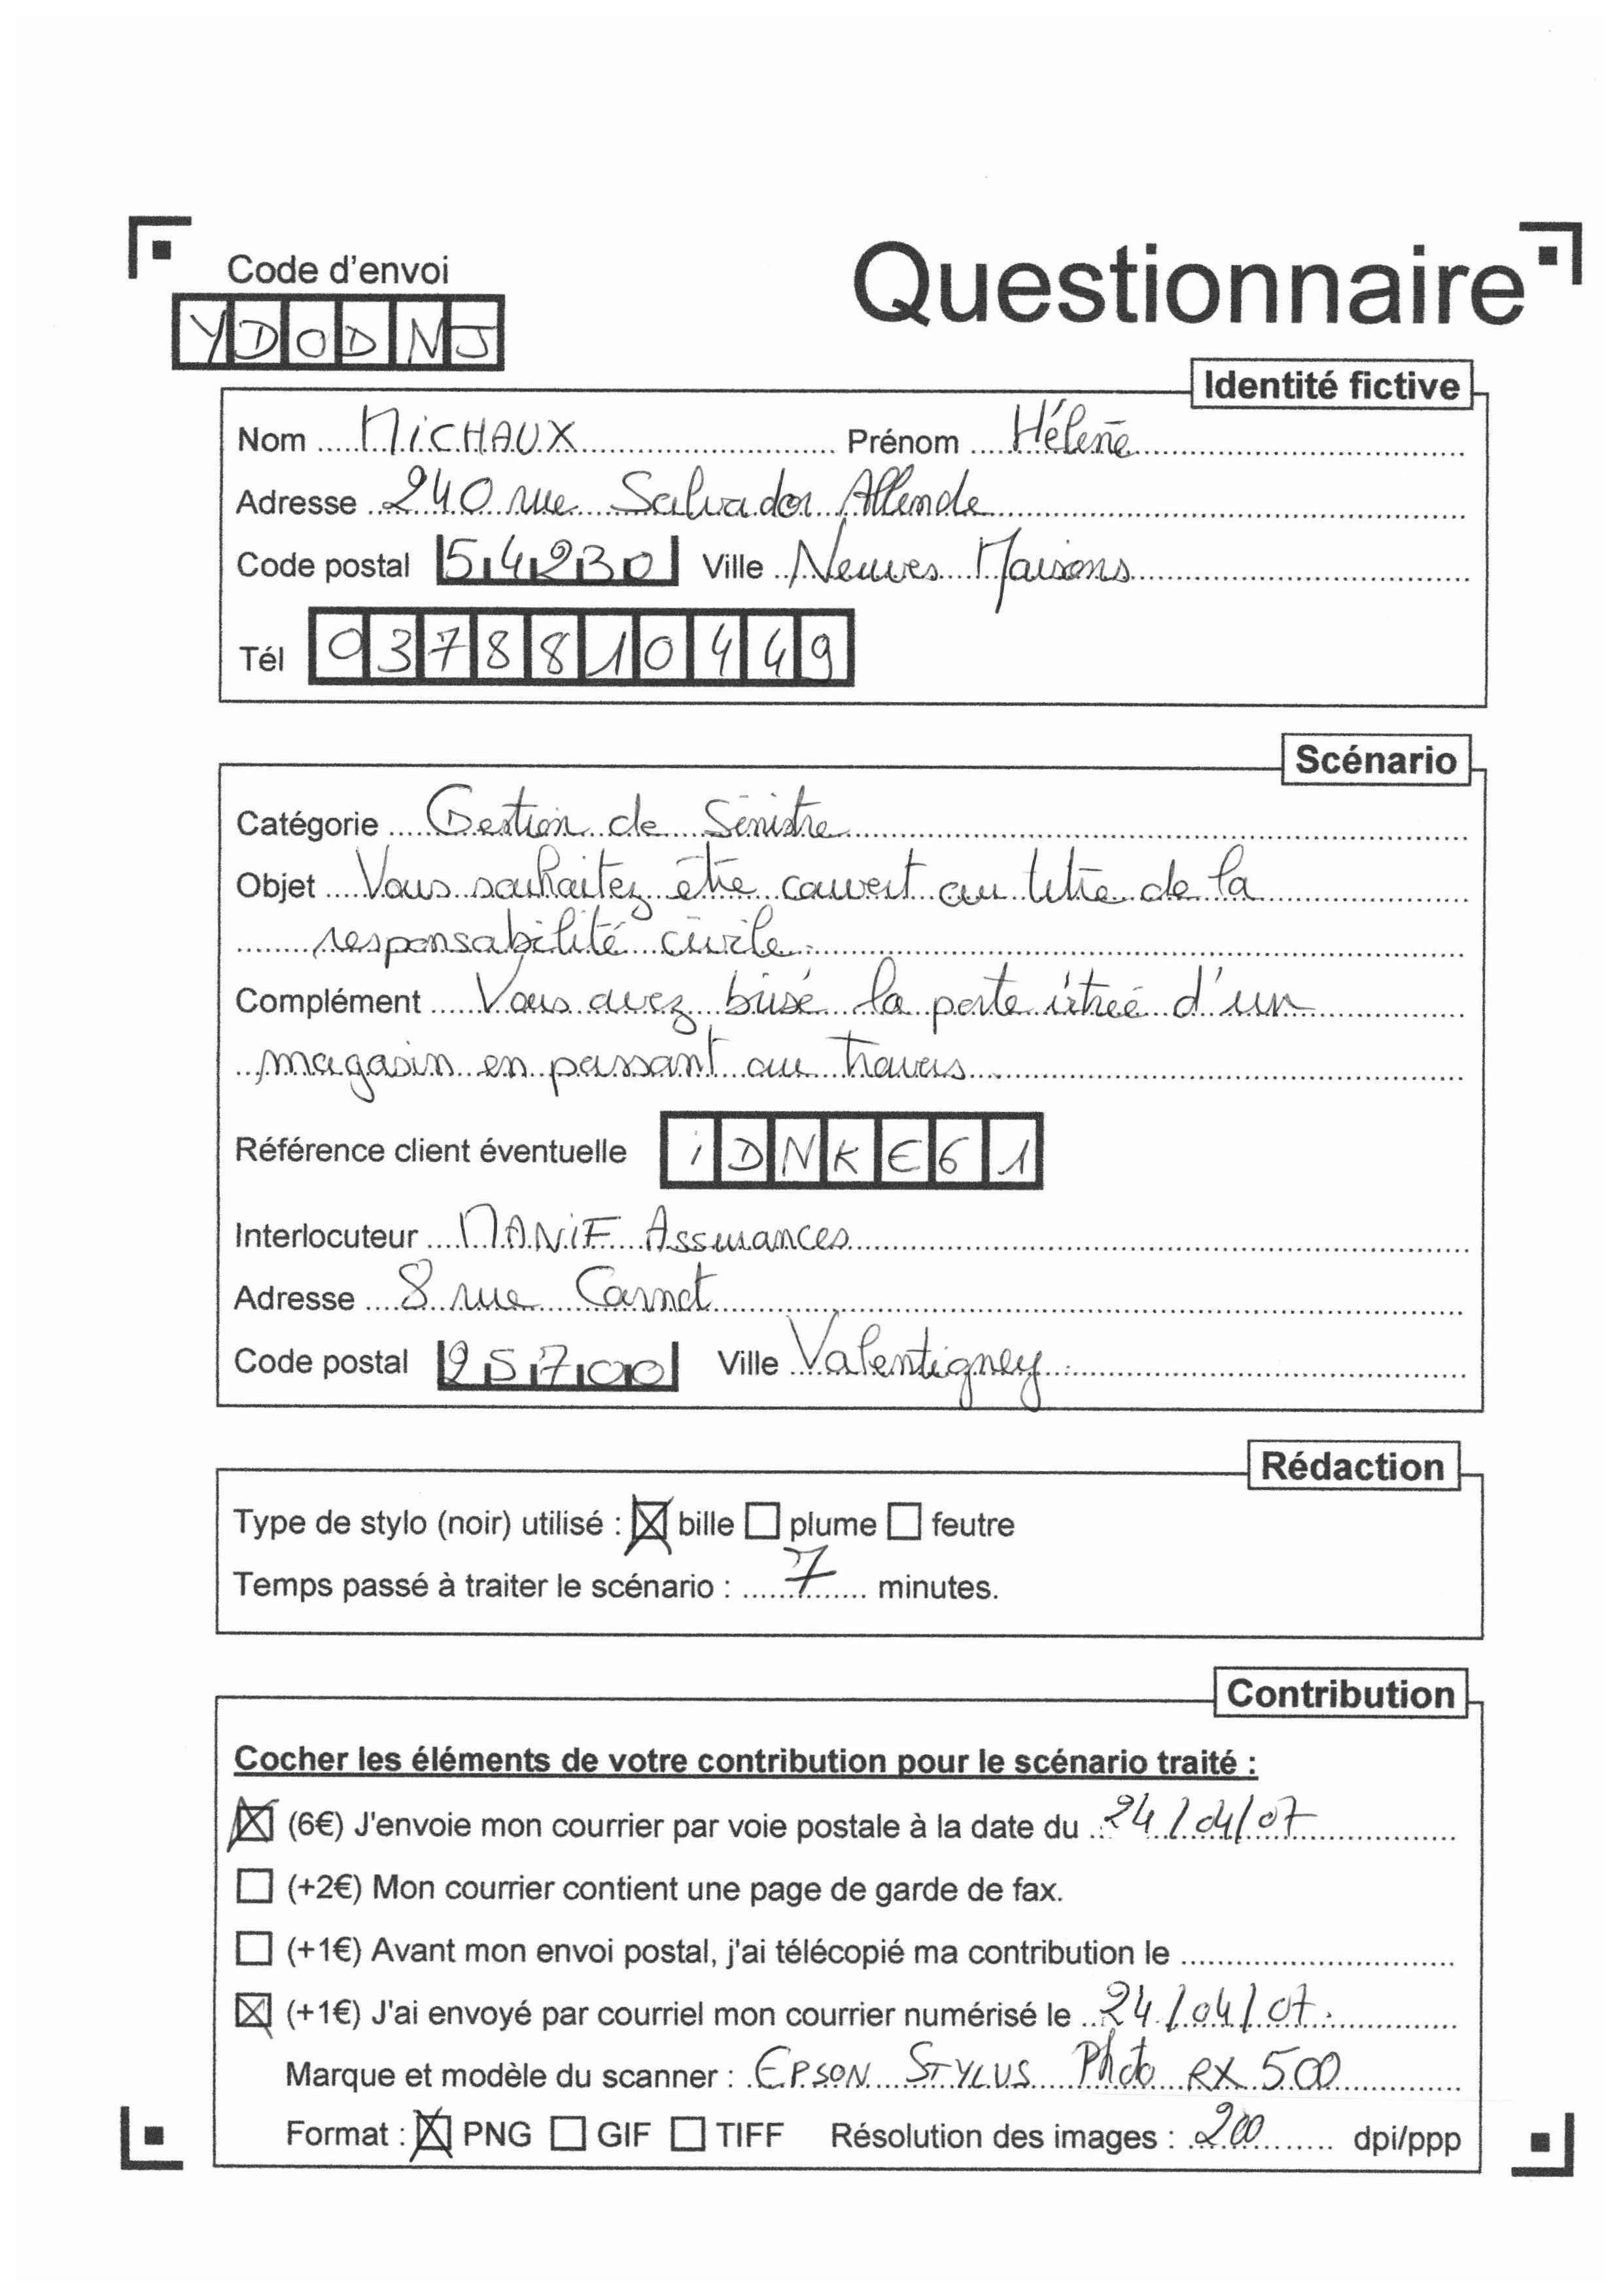 Code d'envoi
Questionnaire
YDODNJ
Identité fictive
Nom MICHAUX Prénom Hélène
Adresse 240 rue Salvador Allende
Code postal 54230 Ville Neuves Maisons
Tél 0378810449
Scénario
Catégorie Gestion de Sinistre
Objet Vous souhaitez être couvert au titre de la
responsabilité civile.
Complément Vous avez brisé la porte vitrée d'un
magasin en passant au travers
Référence client éventuelle iDNKE61
Interlocuteur MANIF Assurances
Adresse 8 rue Carnot
Code postal 25700 Ville Valentigney
Rédaction
Type de stylo (noir) utilisé : bille plume feutre
Temps passé à traiter le scénario : 7 minutes.
Contribution
Cocher les éléments de votre contribution pour le scénario traité :
(6€) J'envoie mon courrier par voie postale à la date du 24/04/07
(+2€) Mon courrier contient une page de garde de fax.
(+1€) Avant mon envoi postal, j'ai télécopié ma contribution le
(+1€) J'ai envoyé par courriel mon courrier numérisé le 24/04/07.
Marque et modèle du scanner : EPSON STYLUS Photo RX 500
Format : PNG GIF TIFF Résolution des images : 200 dpi/ppp